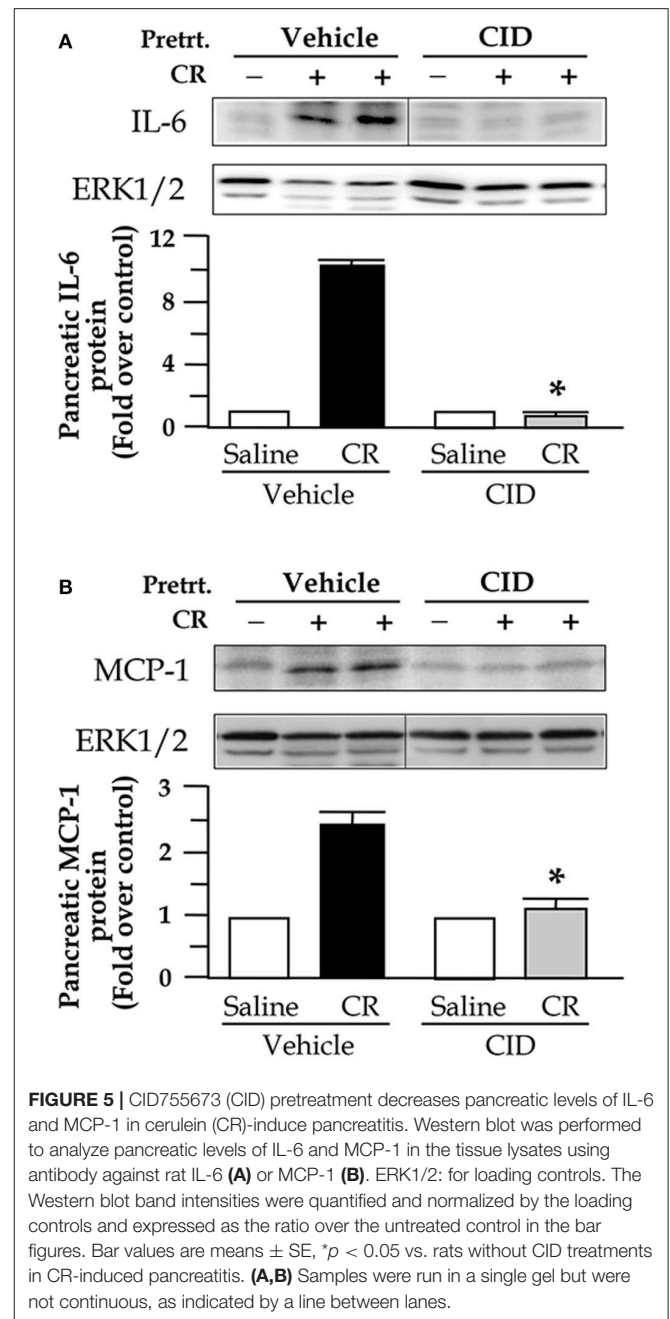 A
Pretrt. Vehicle CID
CR − + + − + +
IL-6
ERK1/2
12
8
4
0
Pancreatic IL-6
protein
(Fold over control)
*
Saline CR Saline CR
Vehicle CID
B
Pretrt. Vehicle CID
CR − + + − + +
MCP-1
ERK1/2
3
2
1
0
Pancreatic MCP-1
protein
(Fold over control)
*
Saline CR Saline CR
Vehicle CID
FIGURE 5 | CID755673 (CID) pretreatment decreases pancreatic levels of IL-6
and MCP-1 in cerulein (CR)-induce pancreatitis. Western blot was performed
to analyze pancreatic levels of IL-6 and MCP-1 in the tissue lysates using
antibody against rat IL-6 (A) or MCP-1 (B). ERK1/2: for loading controls. The
Western blot band intensities were quantified and normalized by the loading
controls and expressed as the ratio over the untreated control in the bar
figures. Bar values are means ± SE, *p < 0.05 vs. rats without CID treatments
in CR-induced pancreatitis. (A,B) Samples were run in a single gel but were
not continuous, as indicated by a line between lanes.